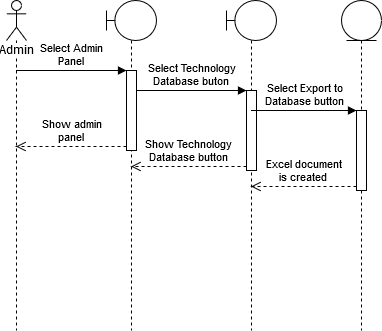 Admin
Select Admin
Panel
Select Technology
Database buton
Select Export to
Database button
Show admin
panel
Show Technology
Database button
Excel document
is created